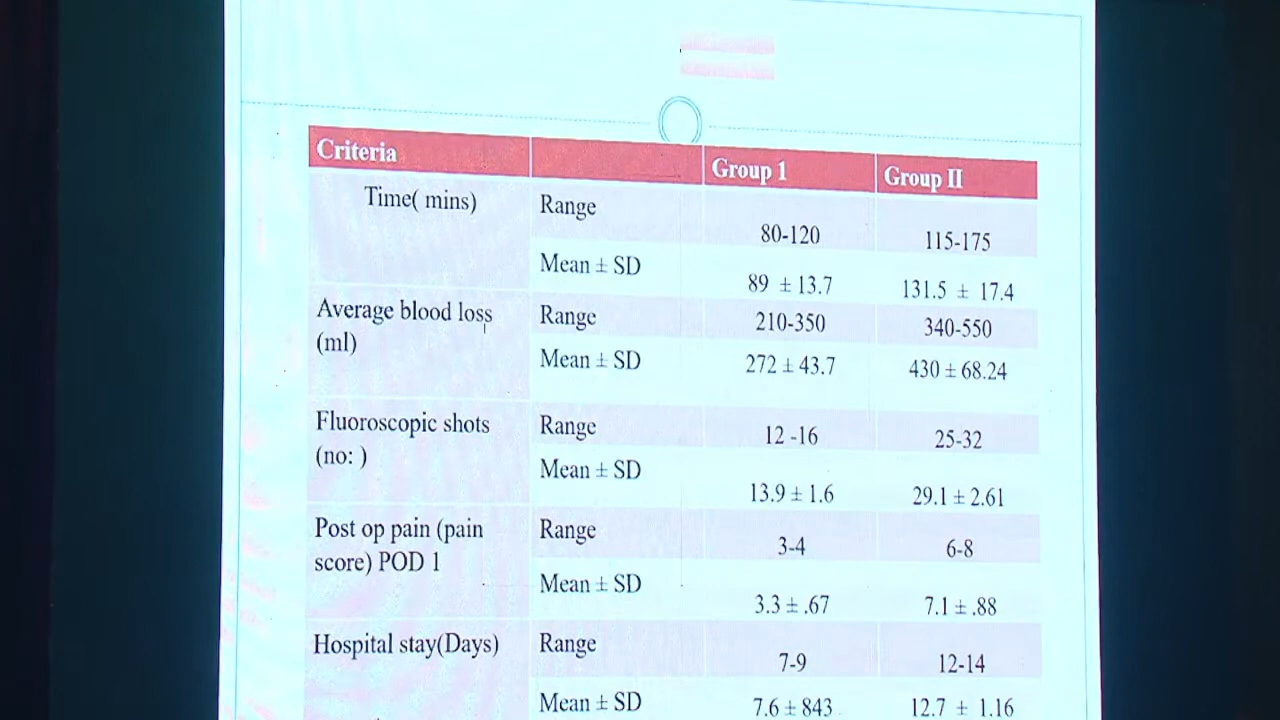 Criteria Group 1 Group II
Time( mins) Range 80-120 115-175
Mean ± SD 89 ± 13.7 131.5 ± 17.4
Average blood loss (ml) Range 210-350 340-550
Mean ± SD 272 ± 43.7 430 ± 68.24
Fluoroscopic shots (no: ) Range 12 -16 25-32
Mean ± SD 13.9 ± 1.6 29.1 ± 2.61
Post op pain (pain score) POD 1 Range 3-4 6-8
Mean ± SD 3.3 ± .67 7.1 ± .88
Hospital stay(Days) Range 7-9 12-14
Mean ± SD 7.6 ± 843 12.7 ± 1.16